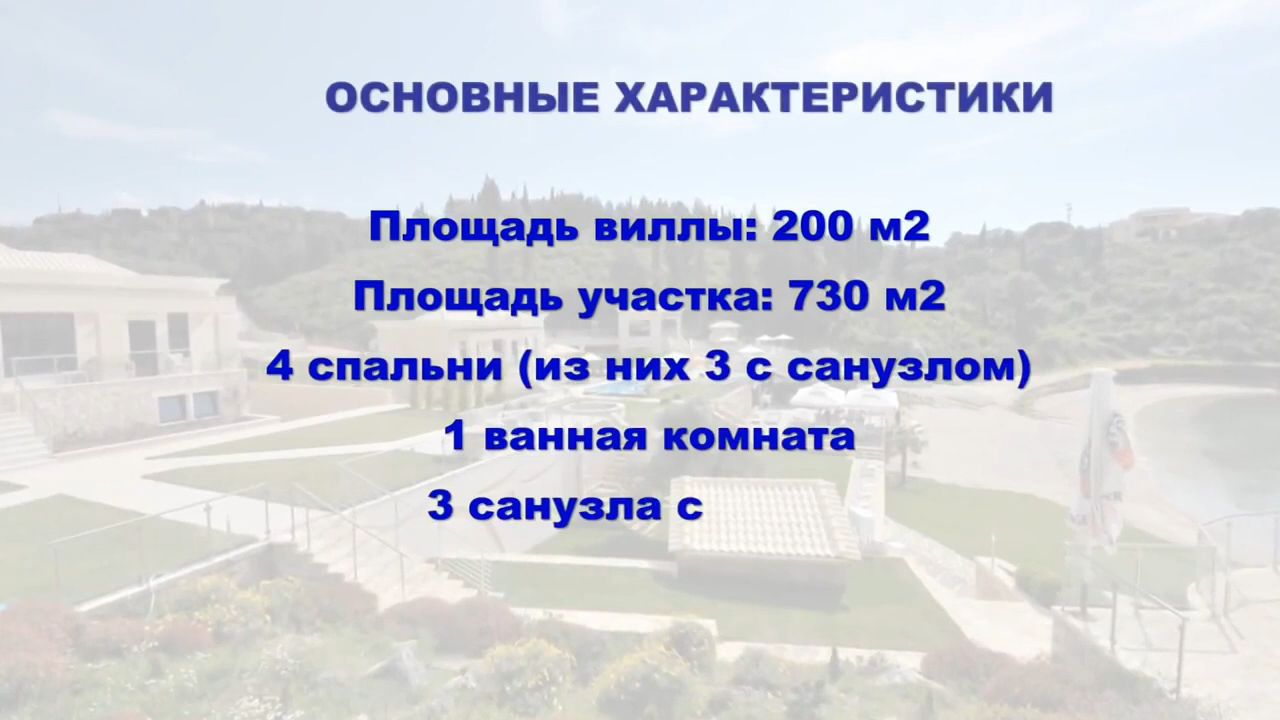 ОСНОВНЫЕ ХАРАКТЕРИСТИКИ
Площадь виллы: 200 м2
Площадь участка: 730 м2
4 спальни (из них 3 с санузлом)
1 ванная комната
3 санузла с